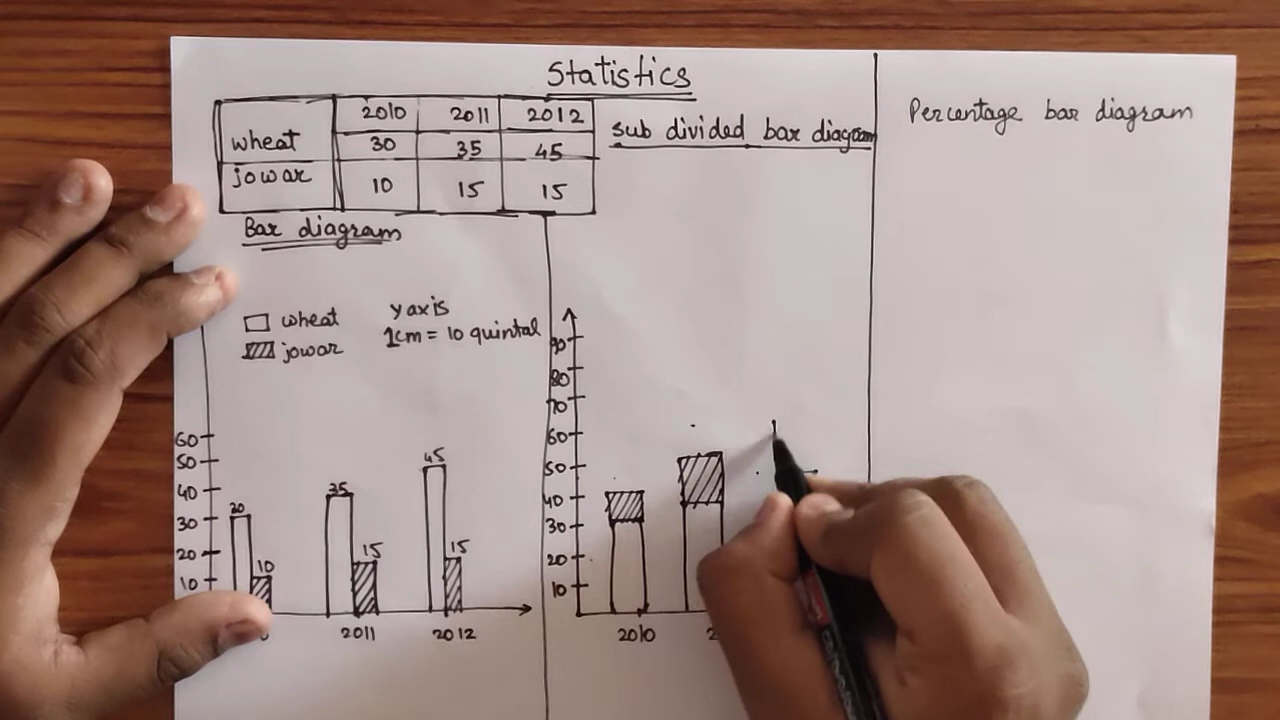 Statistics
2010 2011 2012
wheat 30 35 45
jowar 10 15 15
Bar diagram
wheat
jowar
y axis
1cm = 10 quintal
60
50
40
30
20
10
35
15
45
15
10
2011 2012
sub divided bar diagram
90
80
70
60
50
40
30
20
10
2010
Percentage bar diagram